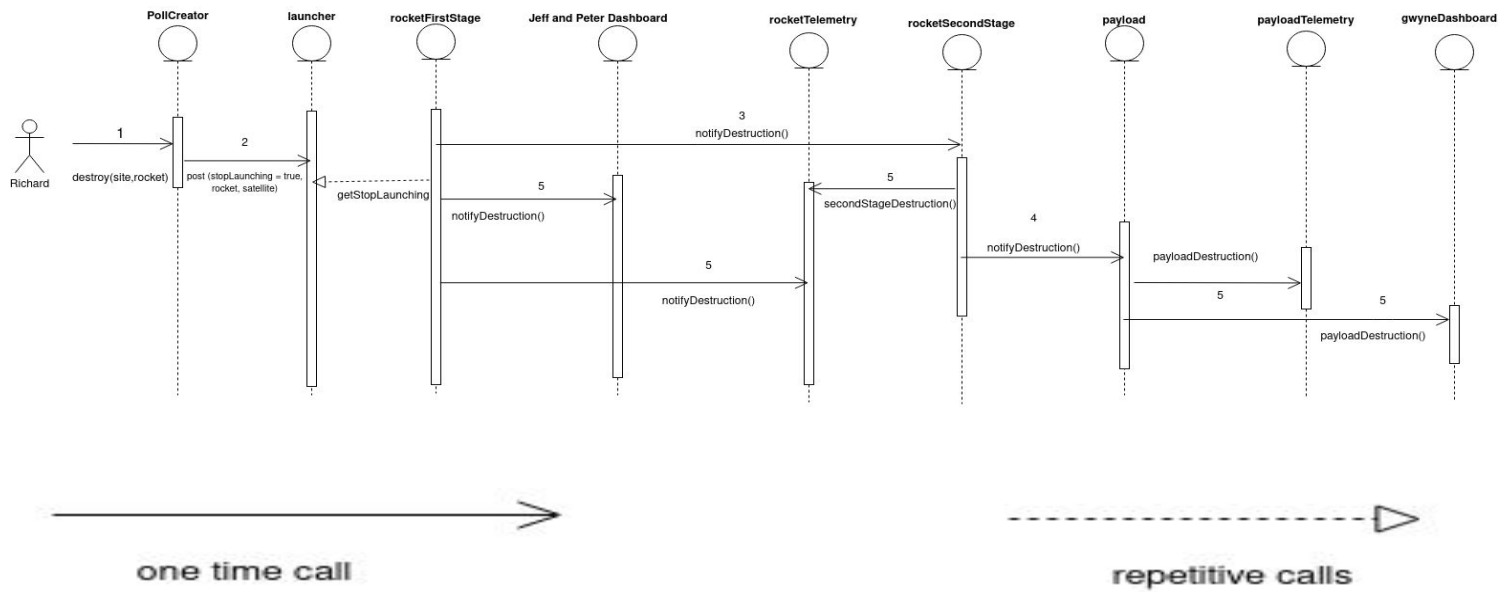 PollCreator
launcher
rocketFirstStage
Jeff and Peter Dashboard
rocketTelemetry
rocketSecondStage
payload
payloadTelemetry
gwyneDashboard
Richard
1
destroy(site,rocket)
2
post (stopLaunching = true,
rocket, satellite)
getStopLaunching
3
notifyDestruction()
5
notifyDestruction()
5
secondStageDestruction()
4
notifyDestruction()
5
notifyDestruction()
payloadDestruction()
5
5
payloadDestruction()
one time call
repetitive calls